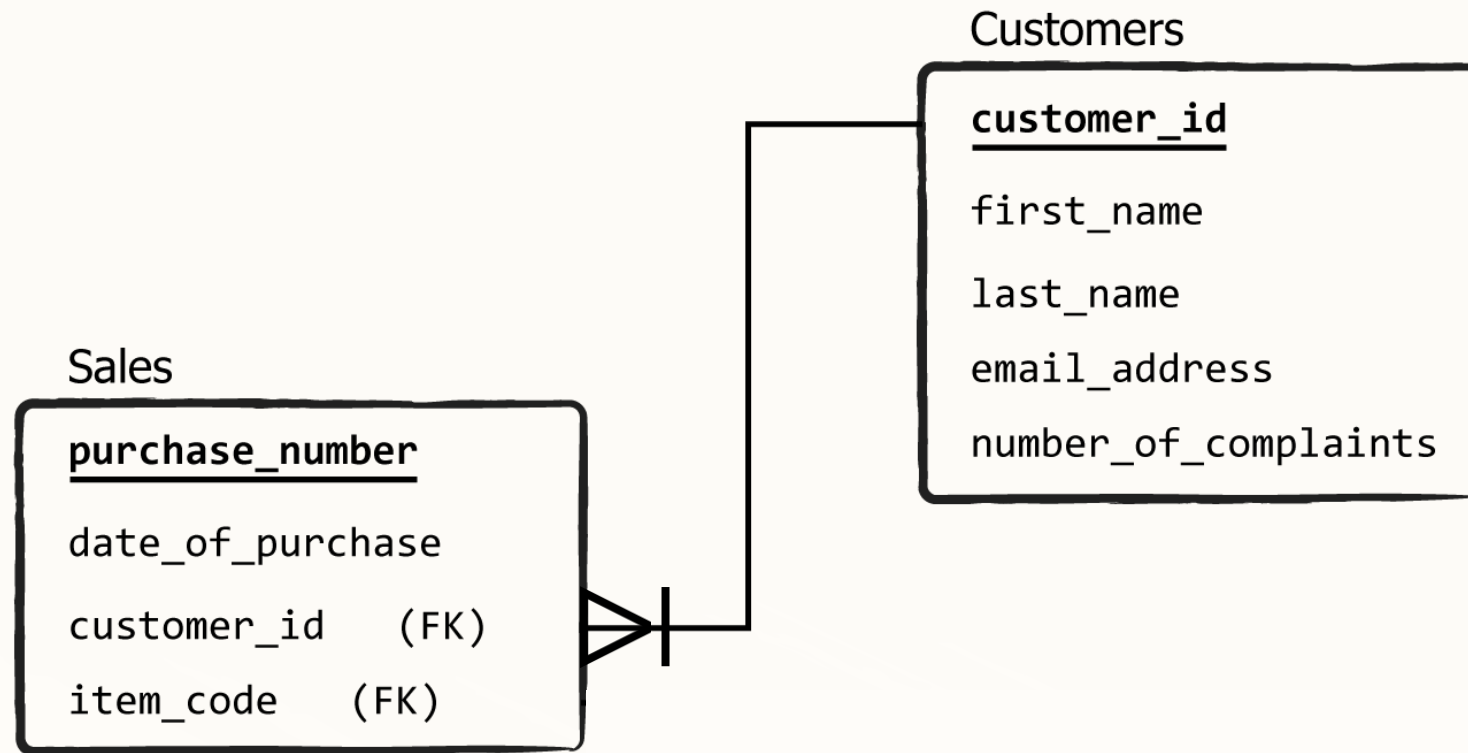 Customers
customer_id
first_name
last_name
email_address
number_of_complaints
Sales
purchase_number
date_of_purchase
customer_id (FK)
item_code (FK)